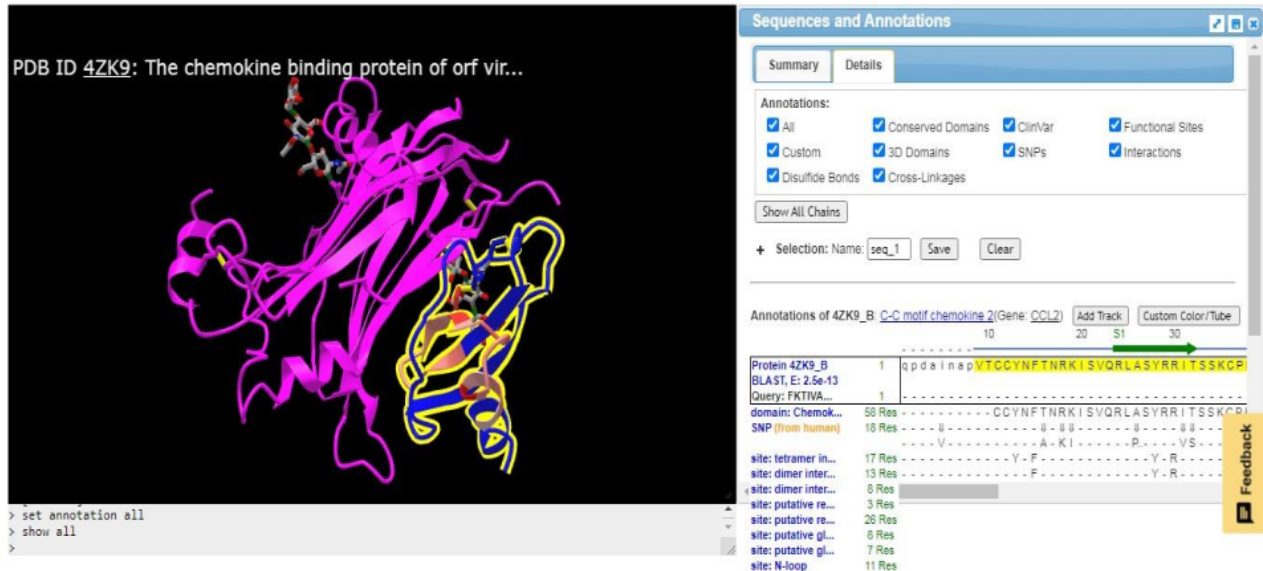 PDB ID 4ZK9: The chemokine binding protein of orf vir...
> set annotation all
> show all
>
Sequences and Annotations
Summary Details
Annotations:
All Conserved Domains ClinVar Functional Sites
Custom 3D Domains SNPs Interactions
Disulfide Bonds Cross-Linkages
Show All Chains
+ Selection: Name: seq_1 Save Clear
Annotations of 4ZK9_B: C-C motif chemokine 2(Gene: CCL2) Add Track Custom Color/Tube
10 20 S1 30
Protein 4ZK9_B 1 qpdainapVTCCYNFTNRKISVQRLASYRRITSSKCP
BLAST, E: 2.5e-13
Query: FKTIVA... 1
domain: Chemok... 58 Res ----------CCYNFTNRKISVQRLASYRRITSSKCP
SNP (from human) 18 Res
V A-KI P.. VS
site: tetramer in... 17 Res Y-F Y-R
site: dimer inter... 13 Res F Y-R
site: dimer inter... 8 Res
site: putative re... 3 Res
site: putative re... 26 Res
site: putative gl... 8 Res
site: putative gl... 7 Res
site: N-loop 11 Res
Feedback